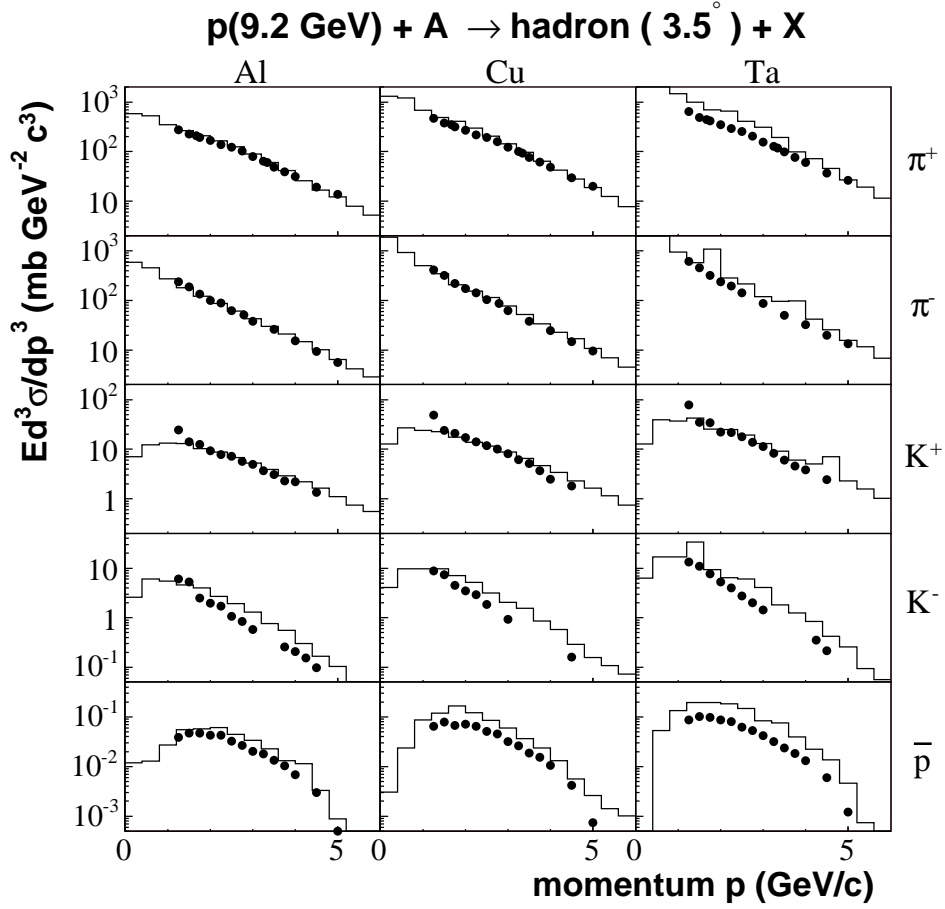 p(9.2 GeV) + A → hadron ( 3.5° ) + X
Al Cu Ta
Ed³σ/dp³ (mb GeV⁻² c³)
10³
10²
10
π⁺
10³
10²
10
π⁻
10²
10
1
K⁺
10
1
10⁻¹
K⁻
10⁻¹
10⁻²
10⁻³
p̅
0 5 0 5 0 5
momentum p (GeV/c)